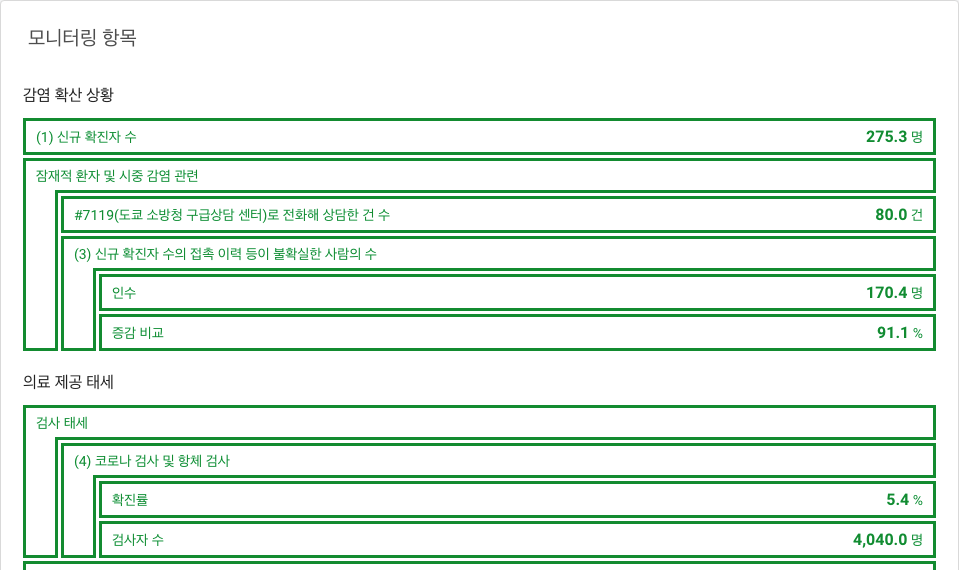 모니터링 항목
감염 확산 상황
(1) 신규 확진자 수 275.3 명
잠재적 환자 및 시중 감염 관련
#7119(도쿄 소방청 구급상담 센터)로 전화해 상담한 건 수 80.0 건
(3) 신규 확진자 수의 접촉 이력 등이 불확실한 사람의 수
인수 170.4 명
증감 비교 91.1 %
의료 제공 태세
검사 태세
(4) 코로나 검사 및 항체 검사
확진률 5.4 %
검사자 수 4,040.0 명